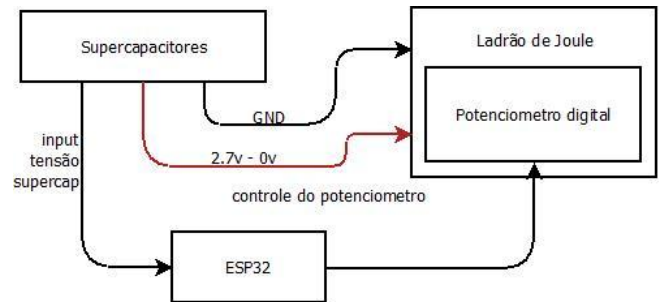 Supercapacitores
Ladrão de Joule
Potenciometro digital
GND
input
tensão
supercap
2.7v - 0v
controle do potenciometro
ESP32